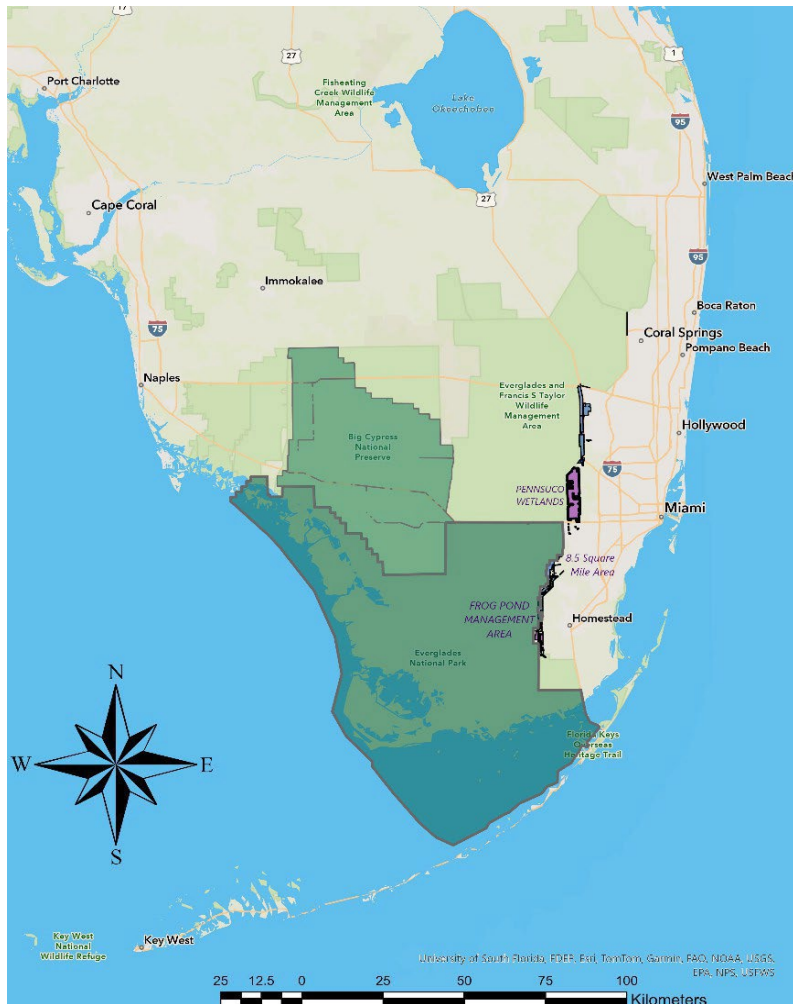 17
27
1
Port Charlotte
Fisheating
Creek Wildlife
Management
Area
Lake
Okeechobee
95
West Palm Beach
27
Cape Coral
95
Immokalee
Boca Raton
75
Coral Springs
Pompano Beach
Naples
Everglades and
Francis S Taylor
Wildlife
Management
Area
Hollywood
Big Cypress
National
Preserve
75
PENNSUCO
WETLANDS
Miami
8.5 Square
Mile Area
FROG POND
MANAGEMENT
AREA
Homestead
Everglades
National Park
N
W
E
S
Florida Keys
Overseas
Heritage Trail
Key West
National
Wildlife Refuge
Key West
University of South Florida, FDEP, Esri, TomTom, Garmin, FAO, NOAA, USGS,
EPA, NPS, USFWS
25 12.5 0 25 50 75 100
Kilometers